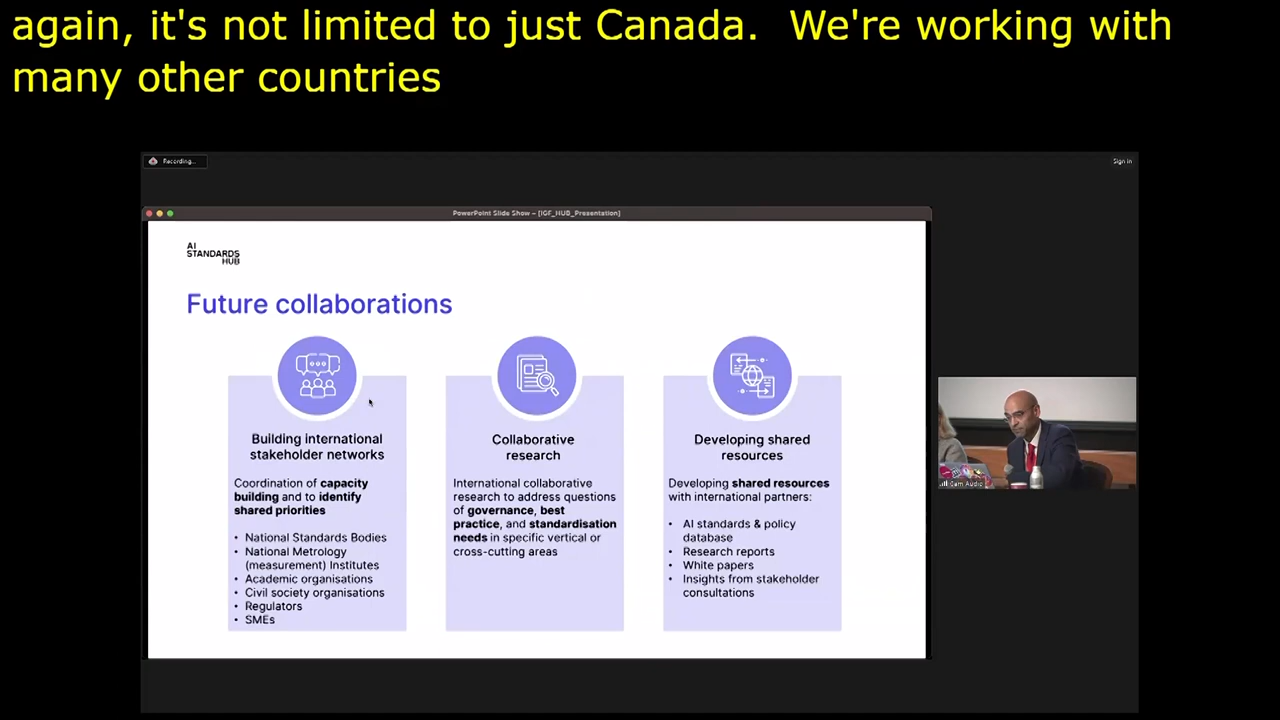 again, it's not limited to just Canada.  We're working with
many other countries
Recording...
Sign in
PowerPoint Slide Show - [IGF_HUB_Presentation]
AI
STANDARDS
HUB
Future collaborations
Building international
stakeholder networks
Coordination of capacity
building and to identify
shared priorities
• National Standards Bodies
• National Metrology
(measurement) Institutes
• Academic organisations
• Civil society organisations
• Regulators
• SMEs
Collaborative
research
International collaborative
research to address questions
of governance, best
practice, and standardisation
needs in specific vertical or
cross-cutting areas
Developing shared
resources
Developing shared resources
with international partners:
• AI standards & policy
database
• Research reports
• White papers
• Insights from stakeholder
consultations
Audio